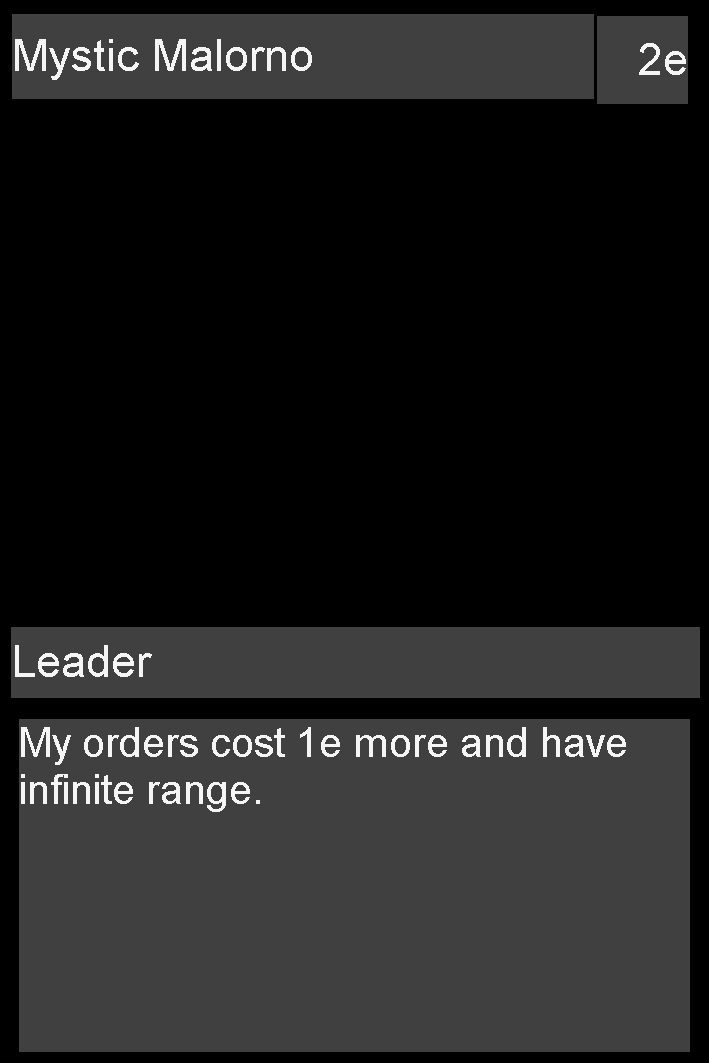 Mystic Malorno
2e
Leader
My orders cost 1e more and have
infinite range.